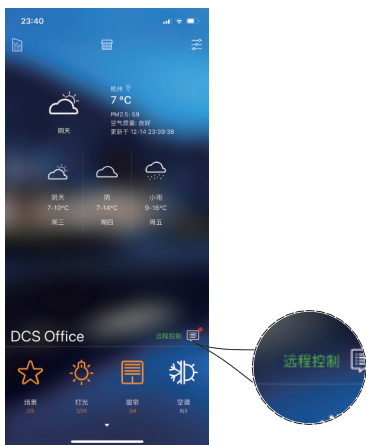 23:40
杭州
7 °C
PM2.5: 59
空气质量: 良好
更新于 12-14 23:39:38
阴天
阴天
阴
小雨
7-10°C
7-14°C
9-16°C
周三
周四
周五
DCS Office
远程控制
远程控制
场景
灯光
窗帘
空调